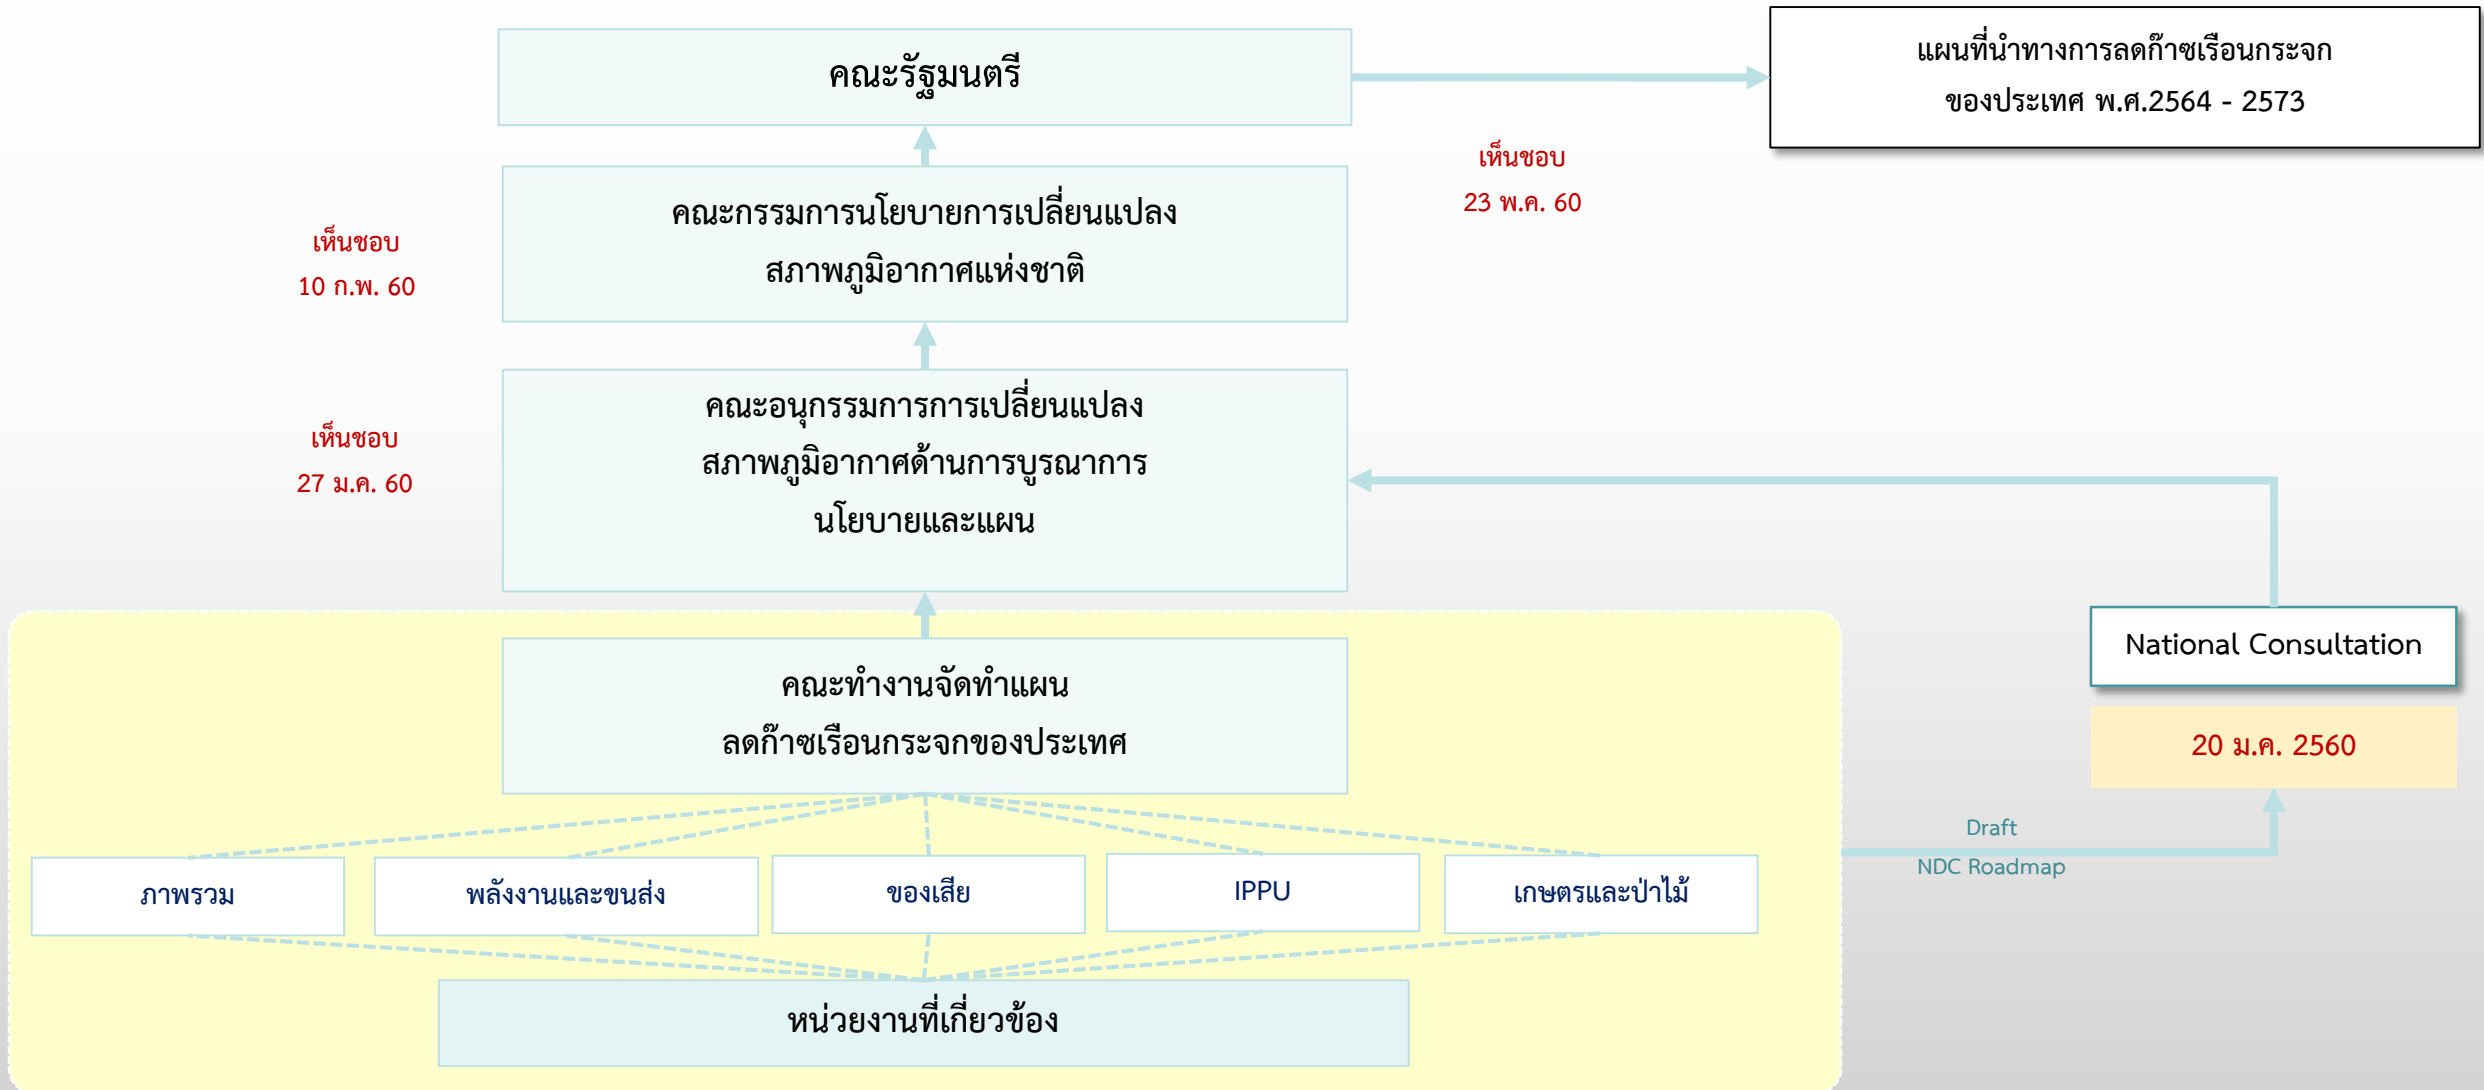 คณะรัฐมนตรี
แผนที่นำทางการลดก๊าซเรือนกระจก
ของประเทศ พ.ศ.2564 - 2573
เห็นชอบ
23 พ.ค. 60
คณะกรรมการนโยบายการเปลี่ยนแปลง
สภาพภูมิอากาศแห่งชาติ
เห็นชอบ
10 ก.พ. 60
คณะอนุกรรมการการเปลี่ยนแปลง
สภาพภูมิอากาศด้านการบูรณาการ
นโยบายและแผน
เห็นชอบ
27 ม.ค. 60
คณะทำงานจัดทำแผน
ลดก๊าซเรือนกระจกของประเทศ
National Consultation
20 ม.ค. 2560
Draft
NDC Roadmap
ภาพรวม
พลังงานและขนส่ง
ของเสีย
IPPU
เกษตรและป่าไม้
หน่วยงานที่เกี่ยวข้อง